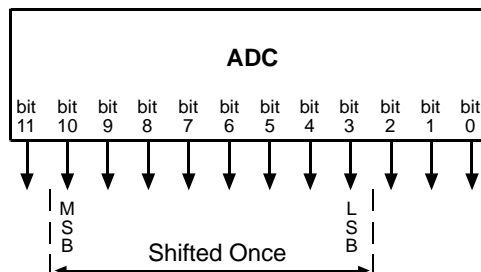 ADC
bit bit bit bit bit bit bit bit bit bit bit bit
11 10 9 8 7 6 5 4 3 2 1 0
M L
S S
B B
Shifted Once